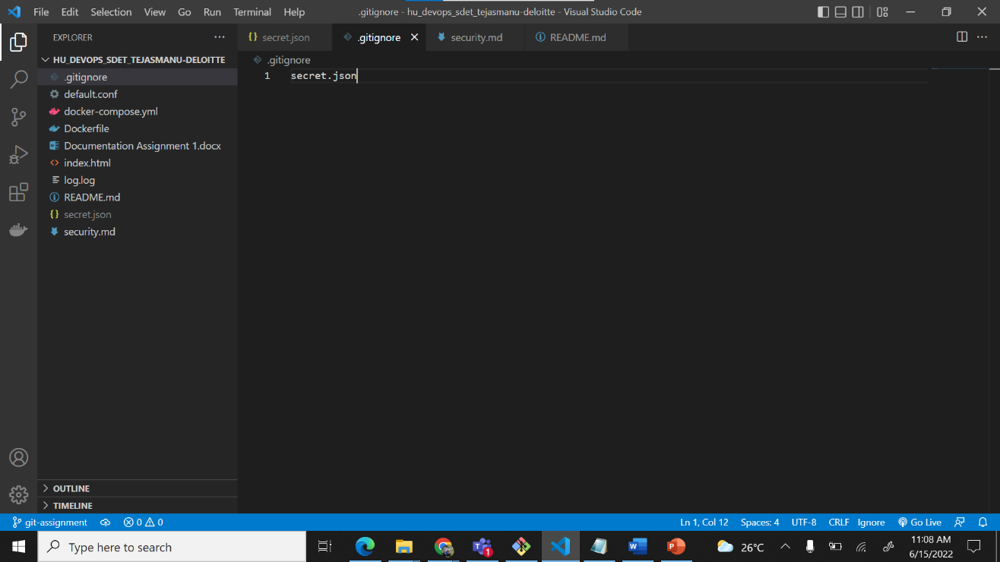 File Edit Selection View Go Run Terminal Help .gitignore - hu_devops_sdet_tejasmanu-deloitte - Visual Studio Code
EXPLORER
HU_DEVOPS_SDET_TEJASMANU-DELOITTE
.gitignore
default.conf
docker-compose.yml
Dockerfile
Documentation Assignment 1.docx
index.html
log.log
README.md
secret.json
security.md
OUTLINE
TIMELINE
secret.json .gitignore security.md README.md
.gitignore
1 secret.json
git-assignment 0 0 Ln 1, Col 12 Spaces: 4 UTF-8 CRLF Ignore Go Live
Type here to search 1 26°C 11:08 AM
6/15/2022